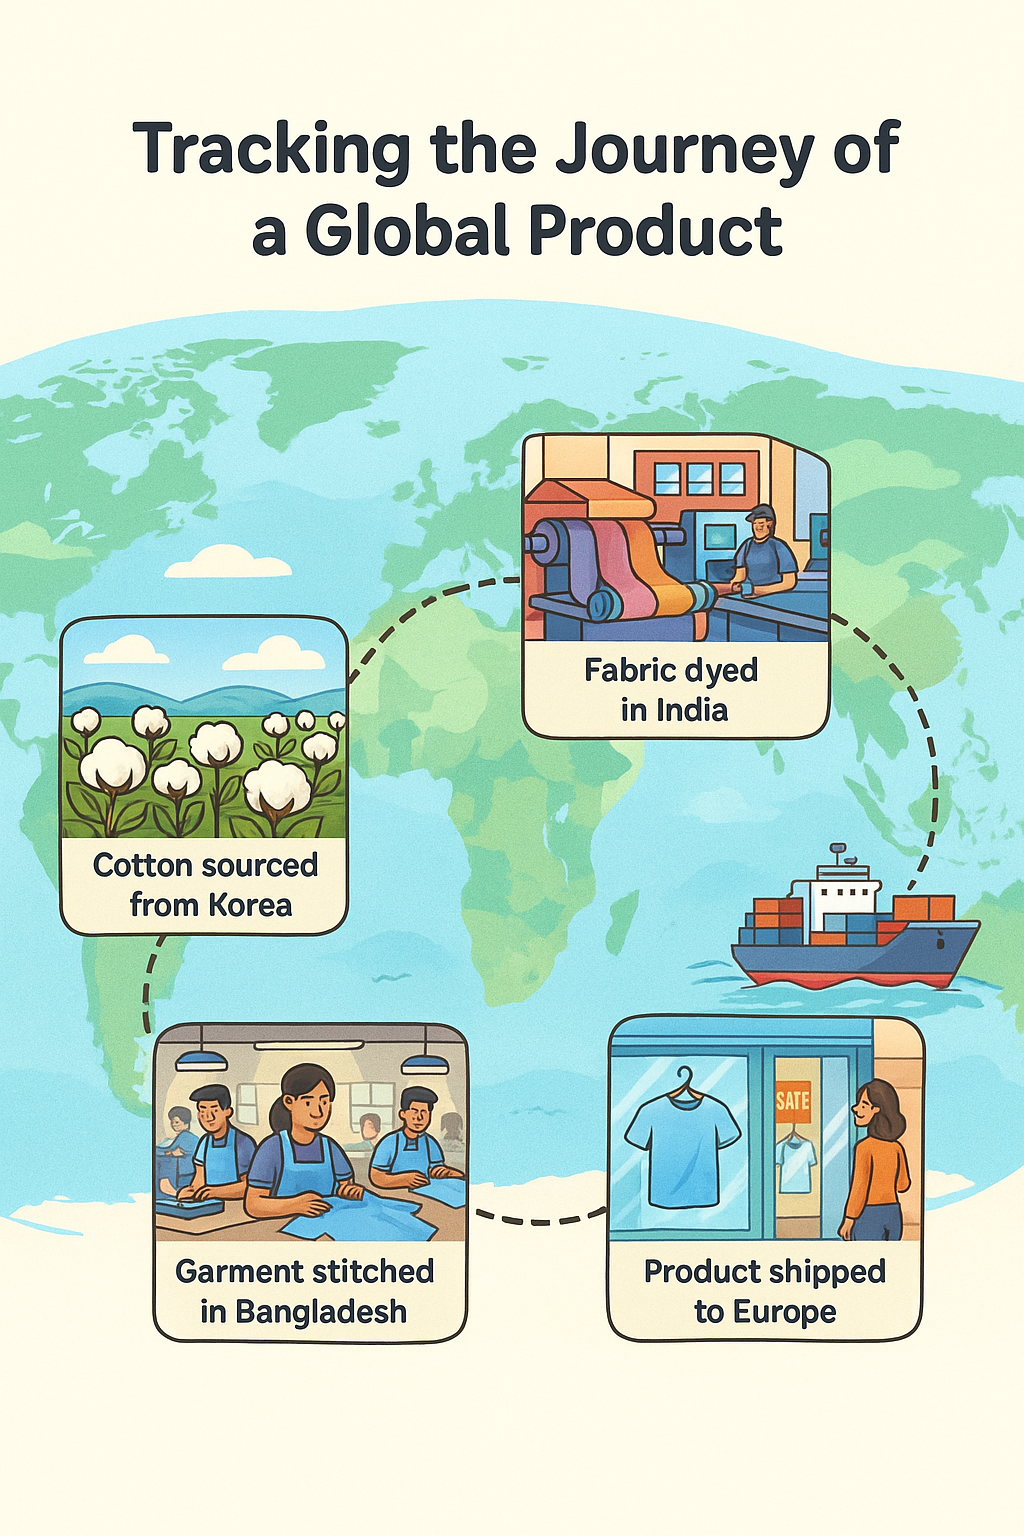 Tracking the Journey of
a Global Product
Fabric dyed
in India
Cotton sourced
from Korea
SATE
Garment stitched
in Bangladesh
Product shipped
to Europe